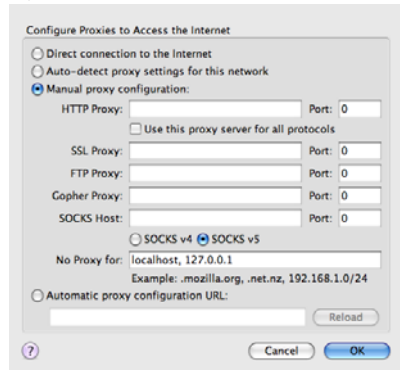 Configure Proxies to Access the Internet
Direct connection to the Internet
Auto-detect proxy settings for this network
Manual proxy configuration:
HTTP Proxy: Port: 0
Use this proxy server for all protocols
SSL Proxy: Port: 0
FTP Proxy: Port: 0
Gopher Proxy: Port: 0
SOCKS Host: Port: 0
SOCKS v4 SOCKS v5
No Proxy for: localhost, 127.0.0.1
Example: .mozilla.org, .net.nz, 192.168.1.0/24
Automatic proxy configuration URL:
Reload
? Cancel OK